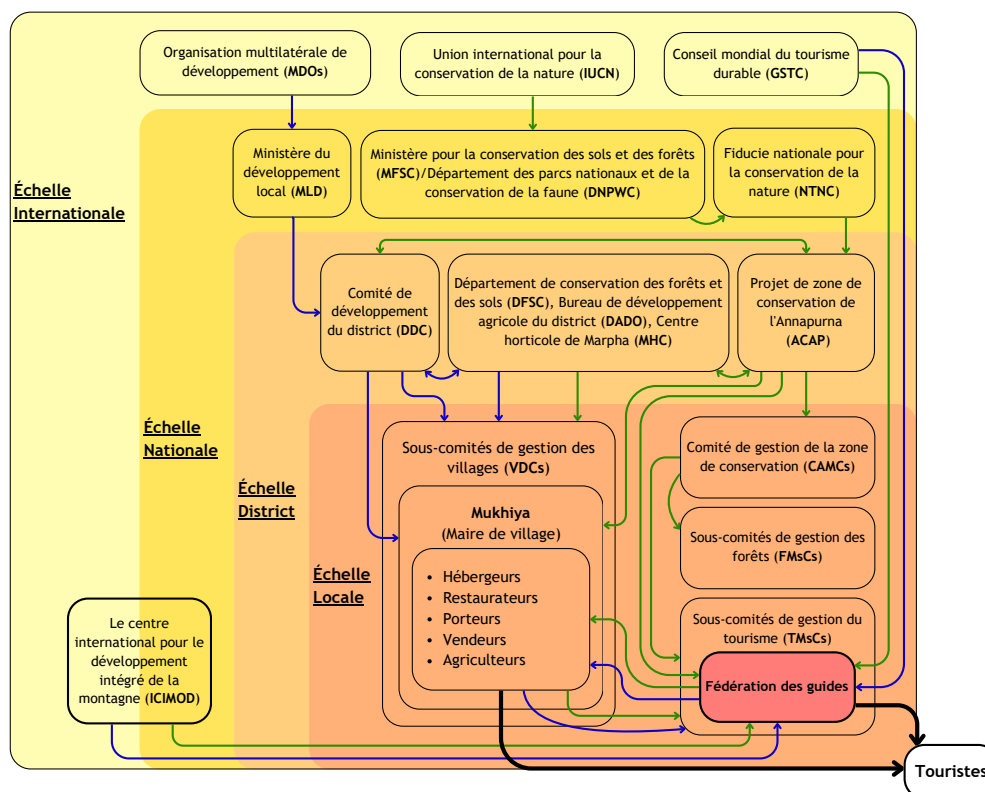 Organisation multilatérale de
développement (MDOs)
Union international pour la
conservation de la nature (IUCN)
Conseil mondial du tourisme
durable (GSTC)
Échelle
Internationale
Ministère du
développement
local (MLD)
Ministère pour la conservation des sols et des forêts
(MFSC)/Département des parcs nationaux et de la
conservation de la faune (DNPWC)
Fiducie nationale pour
la conservation de la
nature (NTNC)
Comité de
développement
du district (DDC)
Département de conservation des forêts et
des sols (DFSC), Bureau de développement
agricole du district (DADO), Centre
horticole de Marpha (MHC)
Projet de zone de
conservation de
l'Annapurna
(ACAP)
Échelle
Nationale
Sous-comités de gestion des
villages (VDCs)
Comité de gestion de la zone
de conservation (CAMCs)
Échelle
District
Mukhiya
(Maire de village)
Sous-comités de gestion des
forêts (FMsCs)
Échelle
Locale
• Hébergeurs
• Restaurateurs
• Porteurs
• Vendeurs
• Agriculteurs
Sous-comités de gestion du
tourisme (TMsCs)
Fédération des guides
Le centre
international pour le
développement
intégré de la
montagne (ICIMOD)
Touristes